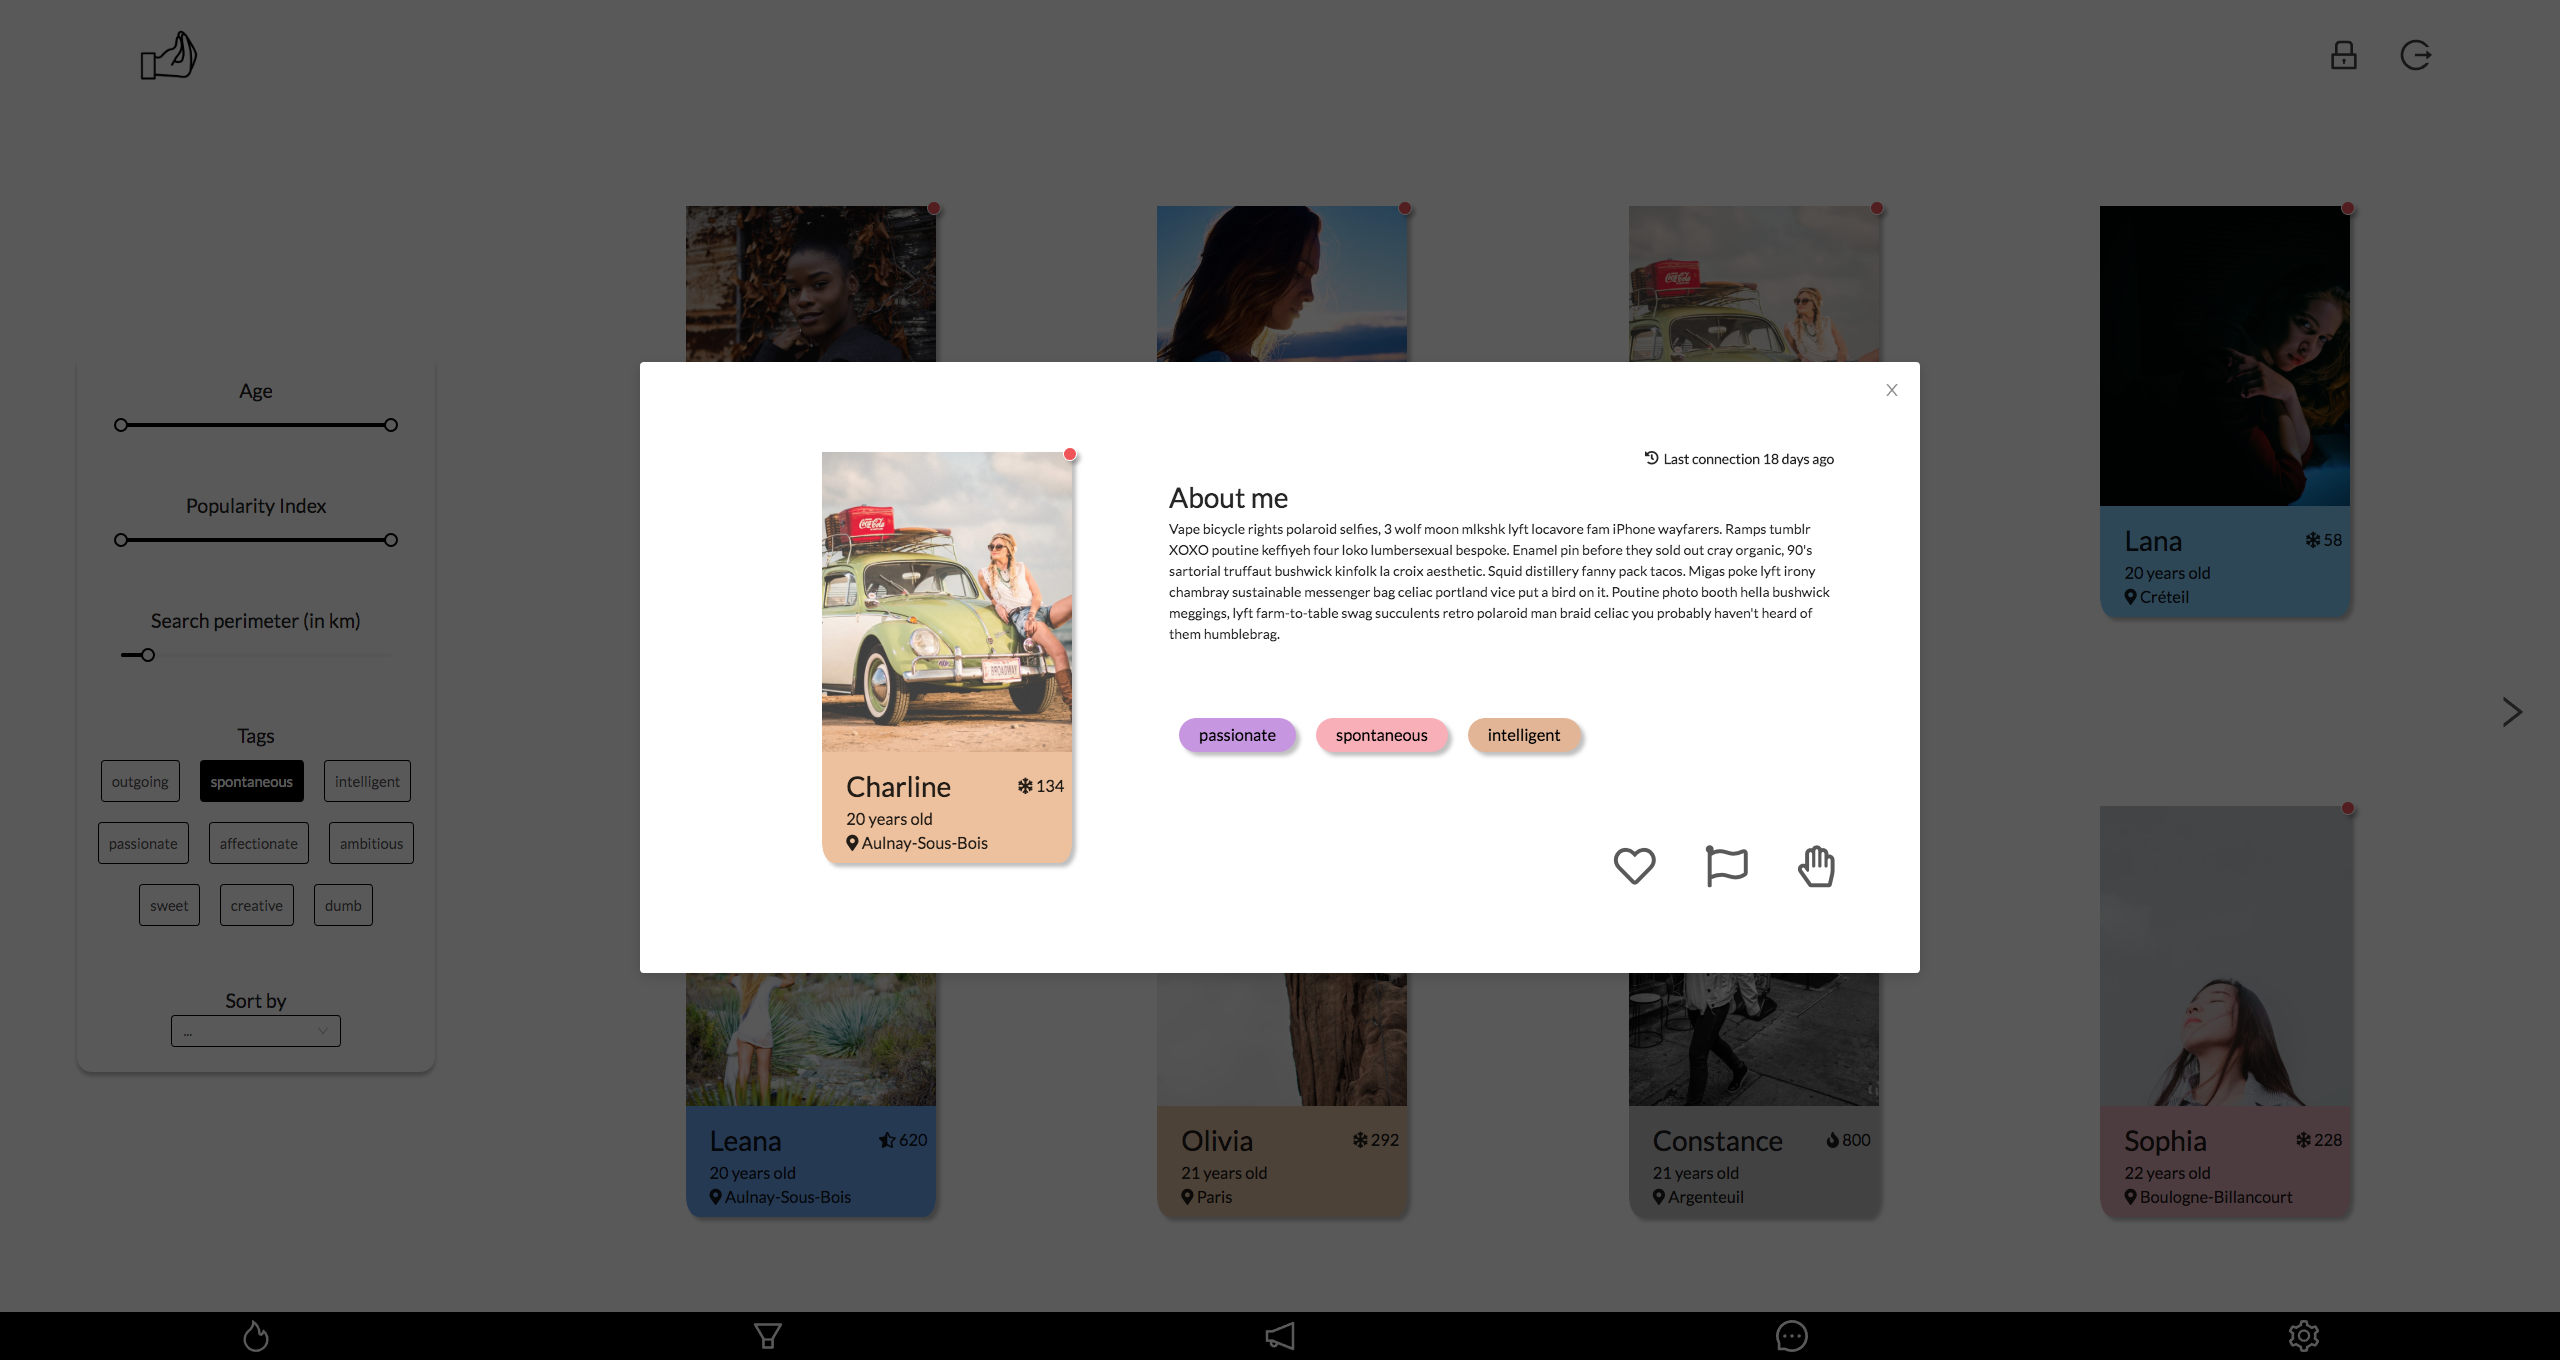 Age
Popularity Index
Search perimeter (in km)
Tags
outgoing
spontaneous
intelligent
passionate
affectionate
ambitious
sweet
creative
dumb
Sort by
...
Coca-Cola
Coca-Cola
BROADWAY
Charline
134
20 years old
Aulnay-Sous-Bois
Last connection 18 days ago
About me
Vape bicycle rights polaroid selfies, 3 wolf moon mlkshk lyft locavore fam iPhone wayfarers. Ramps tumblr
XOXO poutine keffiyeh four loko lumbersexual bespoke. Enamel pin before they sold out cray organic, 90's
sartorial truffaut bushwick kinfolk la croix aesthetic. Squid distillery fanny pack tacos. Migas poke lyft irony
chambray sustainable messenger bag celiac portland vice put a bird on it. Poutine photo booth hella bushwick
meggings, lyft farm-to-table swag succulents retro polaroid man braid celiac you probably haven't heard of
them humblebrag.
passionate
spontaneous
intelligent
Lana
58
20 years old
Créteil
Leana
620
20 years old
Aulnay-Sous-Bois
Olivia
292
21 years old
Paris
Constance
800
21 years old
Argenteuil
Sophia
228
22 years old
Boulogne-Billancourt